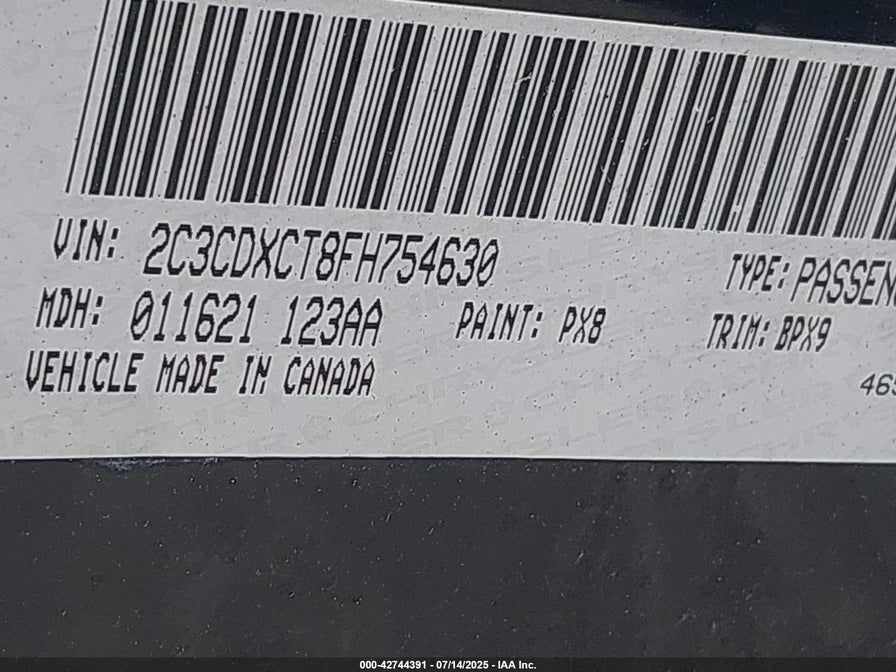 VIN: 2C3CDXCT8FH754630
TYPE: PASSEN
MDH: 011621 123AA PAINT: PX8 TRIM: BPX9
VEHICLE MADE IN CANADA
465
000-42744391 - 07/14/2025 - IAA Inc.